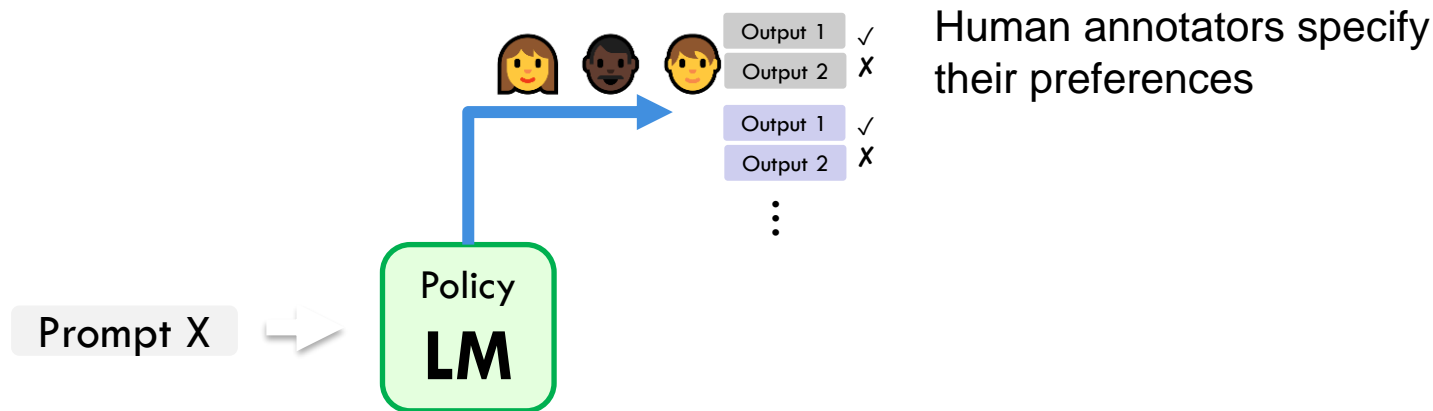 Output 1 ✓
Output 2 ✗
Human annotators specify
their preferences
Output 1 ✓
Output 2 ✗
⋮
Policy
LM
Prompt X